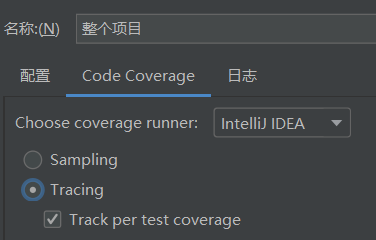 名称:(N) 整个项目
配置 Code Coverage 日志
Choose coverage runner: IntelliJ IDEA
Sampling
Tracing
Track per test coverage